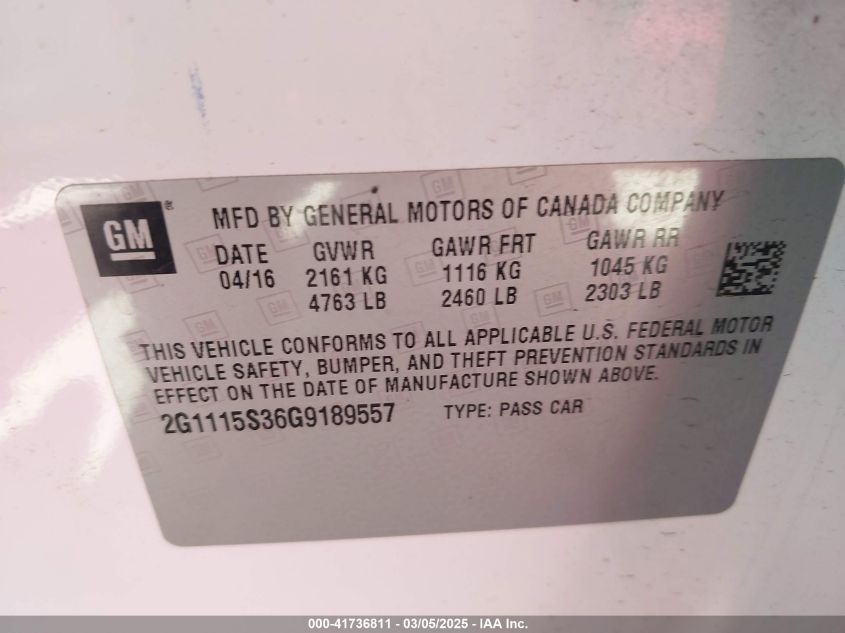 GM ®
MFD BY GENERAL MOTORS OF CANADA COMPANY
DATE GVWR GAWR FRT GAWR RR
04/16 2161 KG 1116 KG 1045 KG
4763 LB 2460 LB 2303 LB
THIS VEHICLE CONFORMS TO ALL APPLICABLE U.S. FEDERAL MOTOR
VEHICLE SAFETY, BUMPER, AND THEFT PREVENTION STANDARDS IN
EFFECT ON THE DATE OF MANUFACTURE SHOWN ABOVE.
2G1115S36G9189557 TYPE: PASS CAR
000-41736811 — 03/05/2025 — IAA Inc.